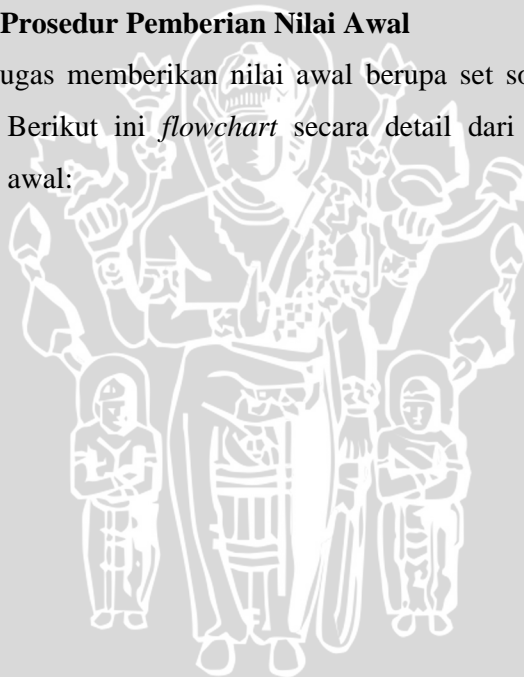 Prosedur Pemberian Nilai Awal
ugas memberikan nilai awal berupa set so
Berikut ini flowchart secara detail dari
awal: